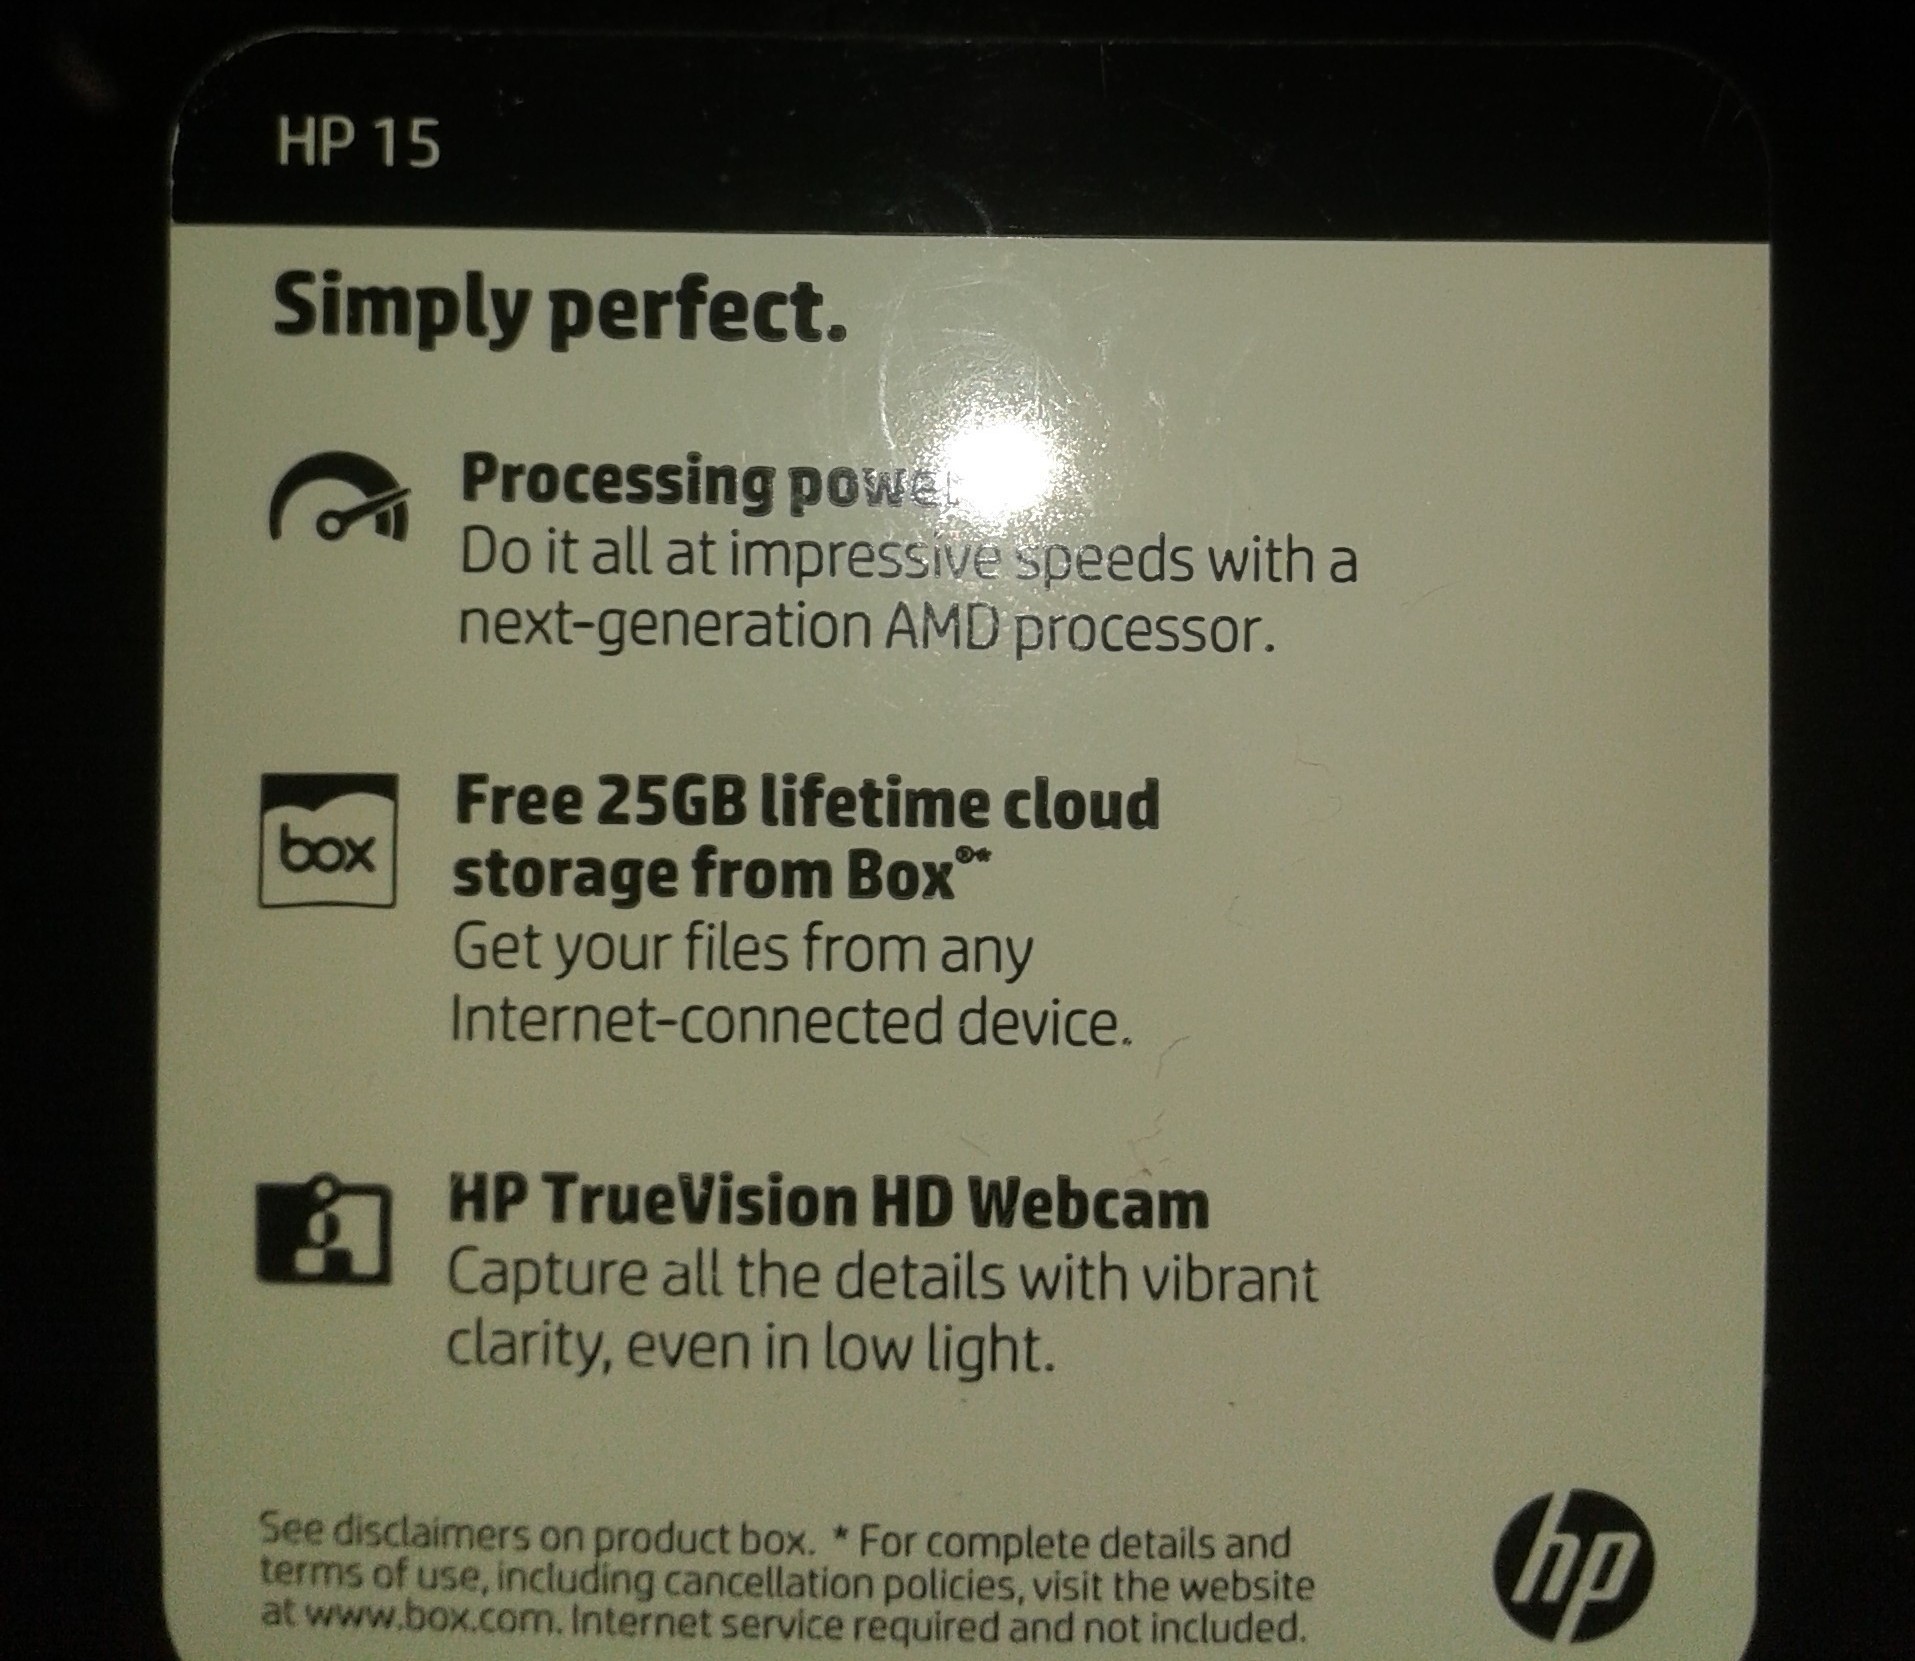 HP 15
Simply perfect.
Processing power
Do it all at impressive speeds with a
next-generation AMD processor.
box
Free 25GB lifetime cloud
storage from Box®*
Get your files from any
Internet-connected device.
HP TrueVision HD Webcam
Capture all the details with vibrant
clarity, even in low light.
See disclaimers on product box. * For complete details and
terms of use, including cancellation policies, visit the website
at www.box.com. Internet service required and not included.
hp